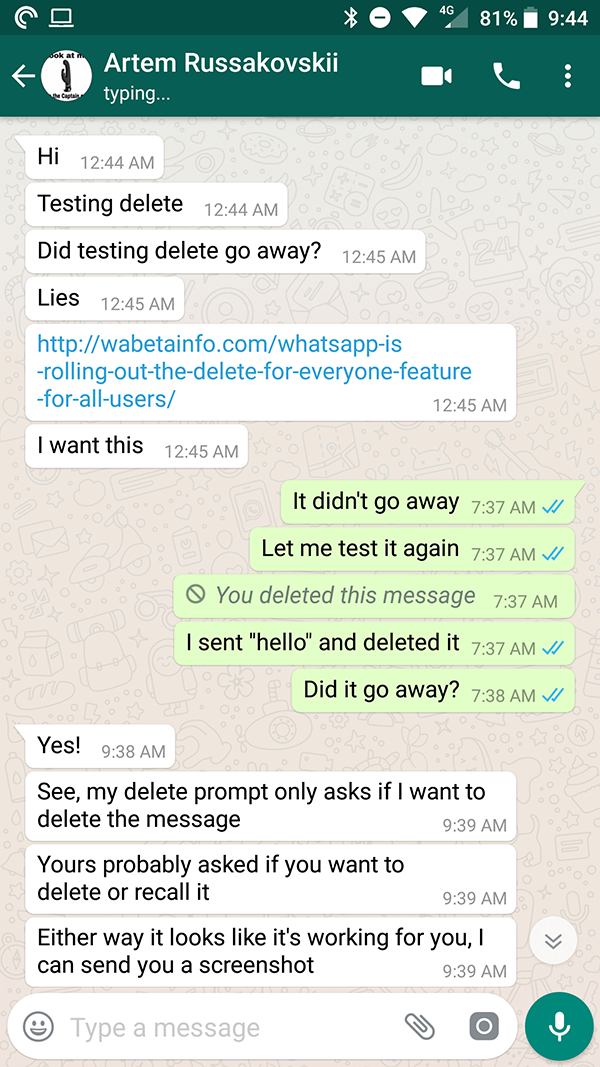 4G 81% 9:44
Artem Russakovskii
typing...
Hi 12:44 AM
Testing delete 12:44 AM
Did testing delete go away? 12:45 AM
Lies 12:45 AM
http://wabetainfo.com/whatsapp-is
-rolling-out-the-delete-for-everyone-feature
-for-all-users/
12:45 AM
I want this 12:45 AM
It didn't go away 7:37 AM
Let me test it again 7:37 AM
You deleted this message 7:37 AM
I sent "hello" and deleted it 7:37 AM
Did it go away? 7:38 AM
Yes! 9:38 AM
See, my delete prompt only asks if I want to
delete the message
9:39 AM
Yours probably asked if you want to
delete or recall it
9:39 AM
Either way it looks like it's working for you, I
can send you a screenshot
9:39 AM
Type a message